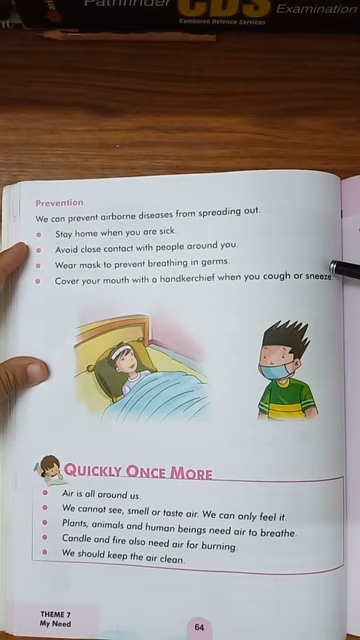 Pathfinder CDS Examination
Combined Defence Services
Prevention
We can prevent airborne diseases from spreading out.
Stay home when you are sick.
Avoid close contact with people around you.
Wear mask to prevent breathing in germs.
Cover your mouth with a handkerchief when you cough or sneeze.
QUICKLY ONCE MORE
Air is all around us.
We cannot see, smell or taste air. We can only feel it.
Plants, animals and human beings need air to breathe.
Candle and fire also need air for burning.
We should keep the air clean.
THEME 7
My Need
64